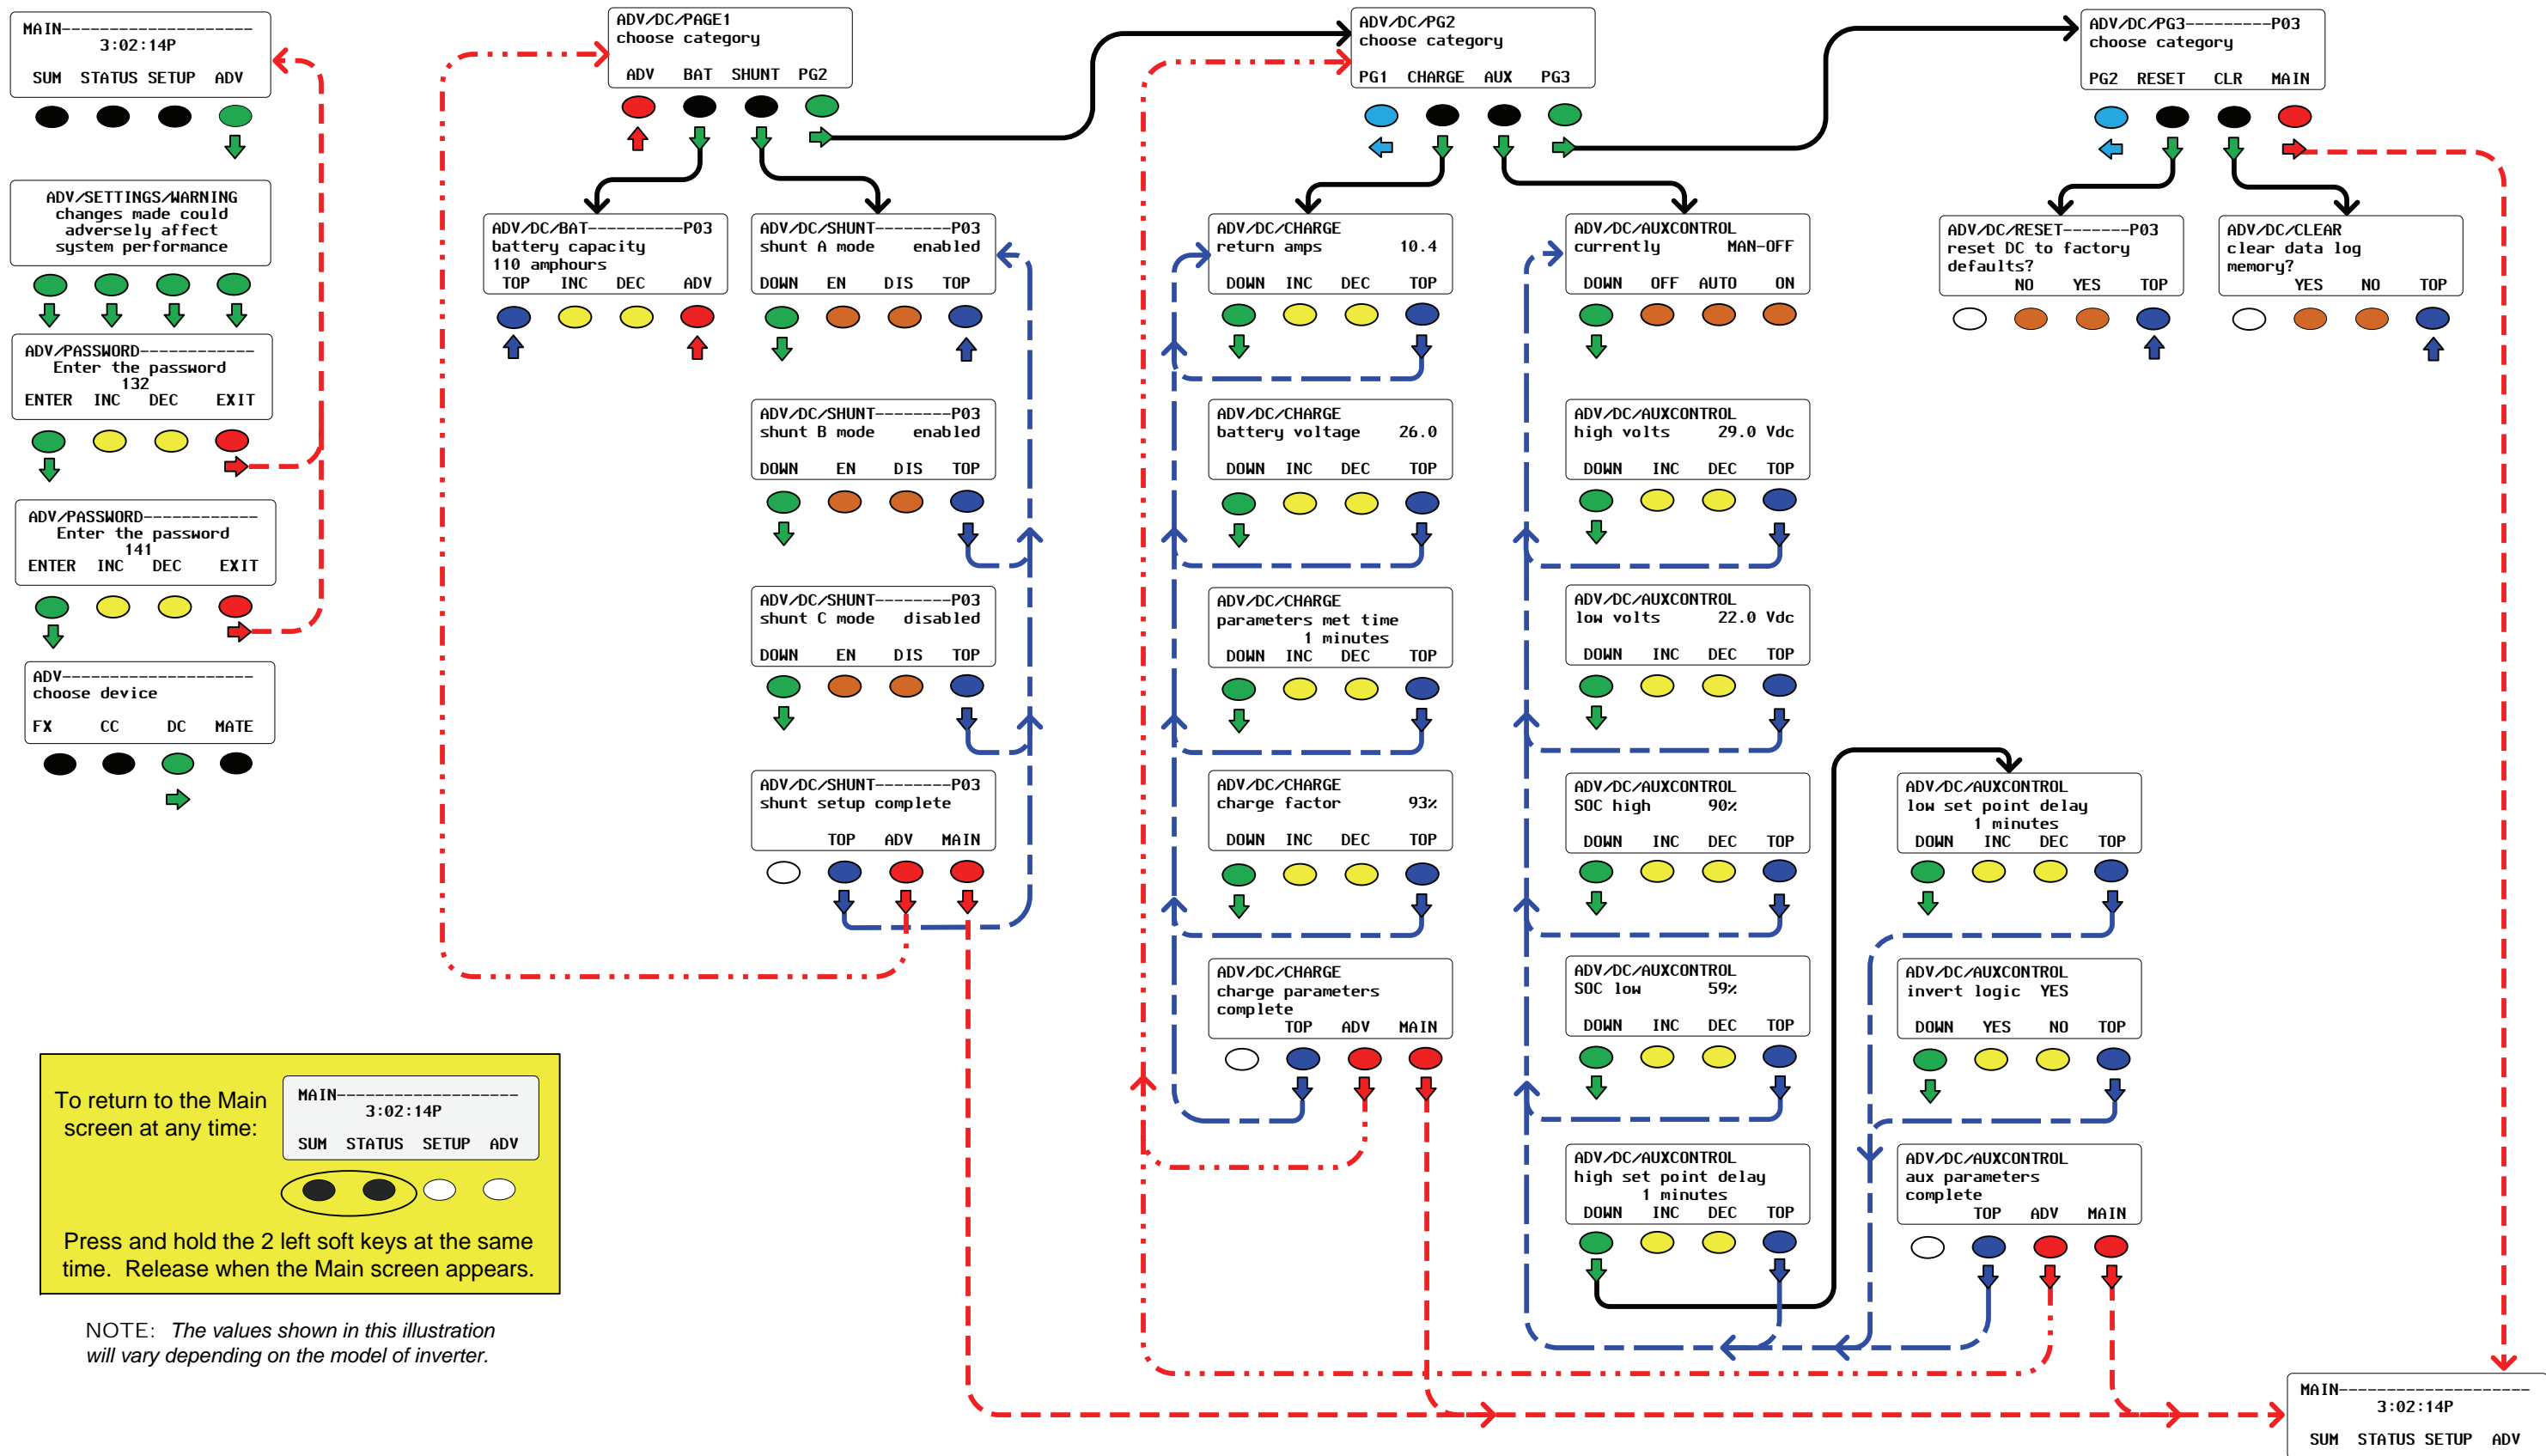 MAIN--------------------
3:02:14P
SUM STATUS SETUP ADV
ADV/SETTINGS/WARNING
changes made could
adversely affect
system performance
ADV/PASSWORD------------
Enter the password
132
ENTER INC DEC EXIT
ADV/PASSWORD------------
Enter the password
141
ENTER INC DEC EXIT
ADV--------------------
choose device
FX CC DC MATE
ADV/DC/PAGE1
choose category
ADV BAT SHUNT PG2
ADV/DC/BAT----------P03
battery capacity
110 amphours
TOP INC DEC ADV
ADV/DC/SHUNT--------P03
shunt A mode enabled
DOWN EN DIS TOP
ADV/DC/SHUNT--------P03
shunt B mode enabled
DOWN EN DIS TOP
ADV/DC/SHUNT--------P03
shunt C mode disabled
DOWN EN DIS TOP
ADV/DC/SHUNT--------P03
shunt setup complete
TOP ADV MAIN
ADV/DC/PG2
choose category
PG1 CHARGE AUX PG3
ADV/DC/CHARGE
return amps 10.4
DOWN INC DEC TOP
ADV/DC/CHARGE
battery voltage 26.0
DOWN INC DEC TOP
ADV/DC/CHARGE
parameters met time
1 minutes
DOWN INC DEC TOP
ADV/DC/CHARGE
charge factor 93%
DOWN INC DEC TOP
ADV/DC/CHARGE
charge parameters
complete
TOP ADV MAIN
ADV/DC/AUXCONTROL
currently MAN-OFF
DOWN OFF AUTO ON
ADV/DC/AUXCONTROL
high volts 29.0 Vdc
DOWN INC DEC TOP
ADV/DC/AUXCONTROL
low volts 22.0 Vdc
DOWN INC DEC TOP
ADV/DC/AUXCONTROL
SOC high 90%
DOWN INC DEC TOP
ADV/DC/AUXCONTROL
SOC low 59%
DOWN INC DEC TOP
ADV/DC/AUXCONTROL
high set point delay
1 minutes
DOWN INC DEC TOP
ADV/DC/AUXCONTROL
low set point delay
1 minutes
DOWN INC DEC TOP
ADV/DC/AUXCONTROL
invert logic YES
DOWN YES NO TOP
ADV/DC/AUXCONTROL
aux parameters
complete
TOP ADV MAIN
ADV/DC/PG3---------P03
choose category
PG2 RESET CLR MAIN
ADV/DC/RESET-------P03
reset DC to factory
defaults?
NO YES TOP
ADV/DC/CLEAR
clear data log
memory?
YES NO TOP
To return to the Main
screen at any time:
MAIN-------------------
3:02:14P
SUM STATUS SETUP ADV
Press and hold the 2 left soft keys at the same
time. Release when the Main screen appears.
NOTE: The values shown in this illustration
will vary depending on the model of inverter.
MAIN--------------------
3:02:14P
SUM STATUS SETUP ADV